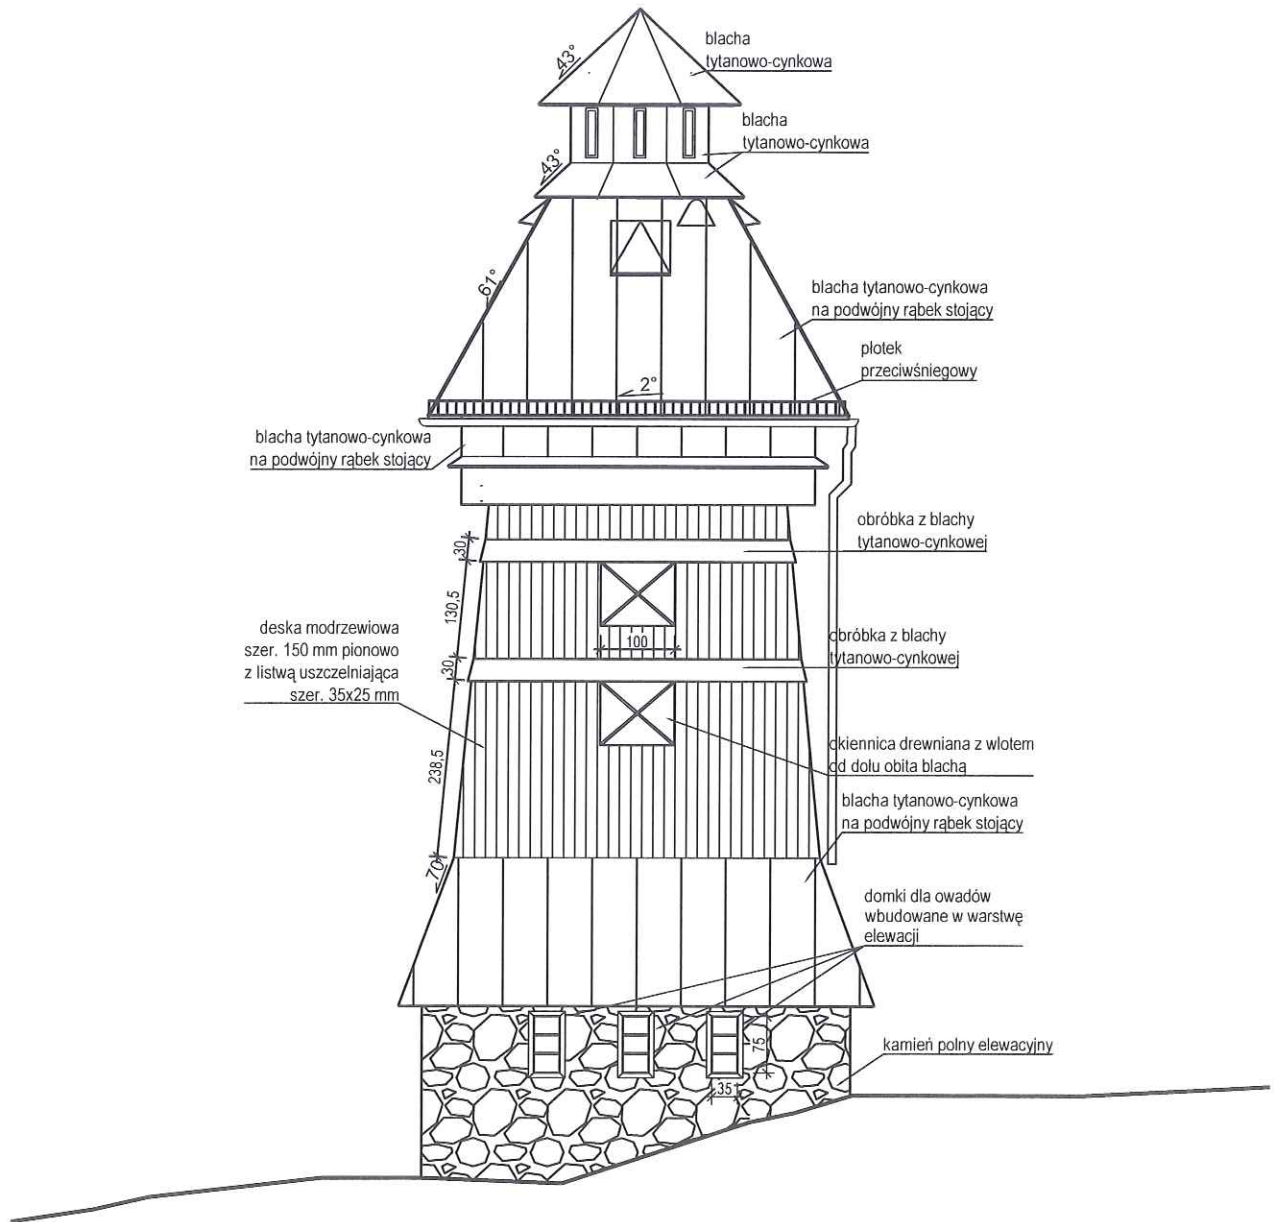 43°
blacha
tytanowo-cynkowa
blacha
tytanowo-cynkowa
43°
61°
blacha tytanowo-cynkowa
na podwójny rąbek stojący
płotek
przeciwśniegowy
2°
blacha tytanowo-cynkowa
na podwójny rąbek stojący
obróbka z blachy
tytanowo-cynkowej
30
130,5
deska modrzewiowa
szer. 150 mm pionowo
z listwą uszczelniająca
szer. 35x25 mm
100
obróbka z blachy
tytanowo-cynkowej
30
238,5
okiennica drewniana z wlotem
od dołu obita blachą
blacha tytanowo-cynkowa
na podwójny rąbek stojący
70°
domki dla owadów
wbudowane w warstwę
elewacji
75
35
kamień polny elewacyjny